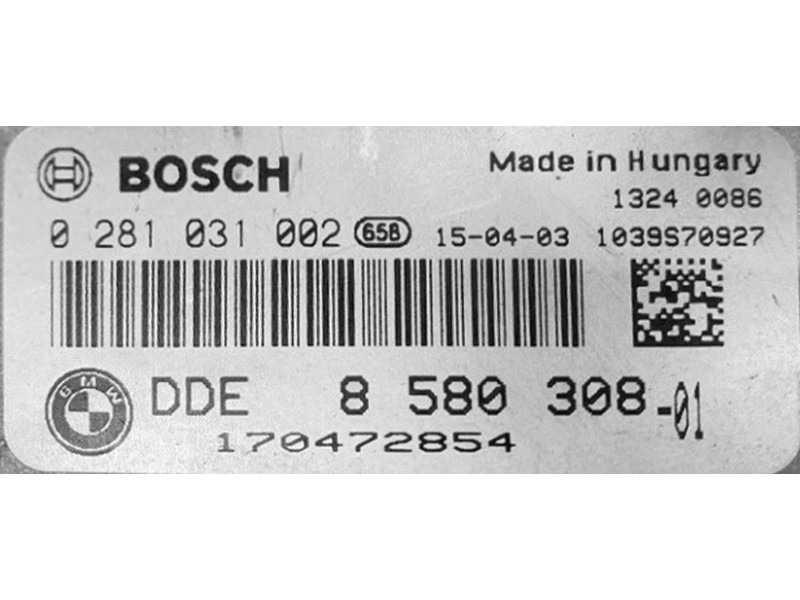 BOSCH
Made in Hungary
1324 0086
0 281 031 002 65B 15-04-03 1039S70927
BMW
DDE 8 580 308-01
170472854